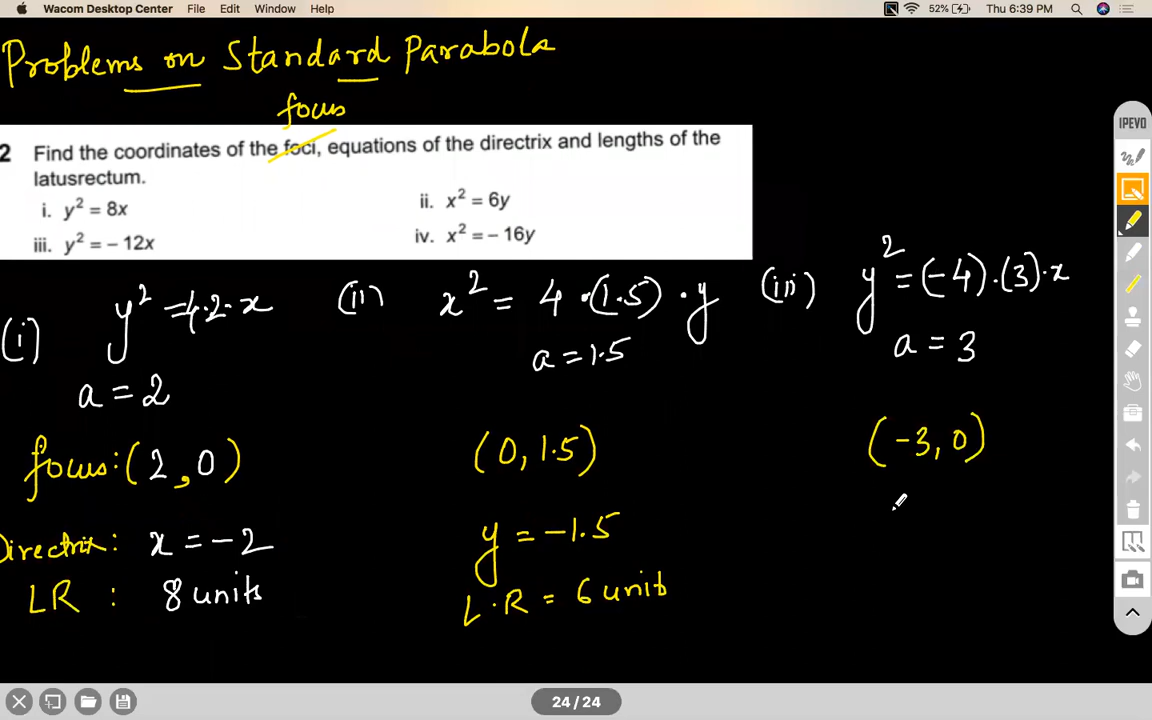 Wacom Desktop Center File Edit Window Help 52% Thu 6:39 PM
Problems on Standard Parabola
focus
2 Find the coordinates of the foci, equations of the directrix and lengths of the
latusrectum.
i. y² = 8x ii. x² = 6y
iii. y² = – 12x iv. x² = – 16y
(i) y² = 4·2·x (ii) x² = 4·(1.5)·y (iii) y² = (-4)·(3)·x
a = 2 a = 1.5 a = 3
focus: (2, 0) (0, 1.5) (-3, 0)
Directrix: x = -2 y = -1.5
LR : 8 units L.R = 6 unit
IPEVO
24 / 24